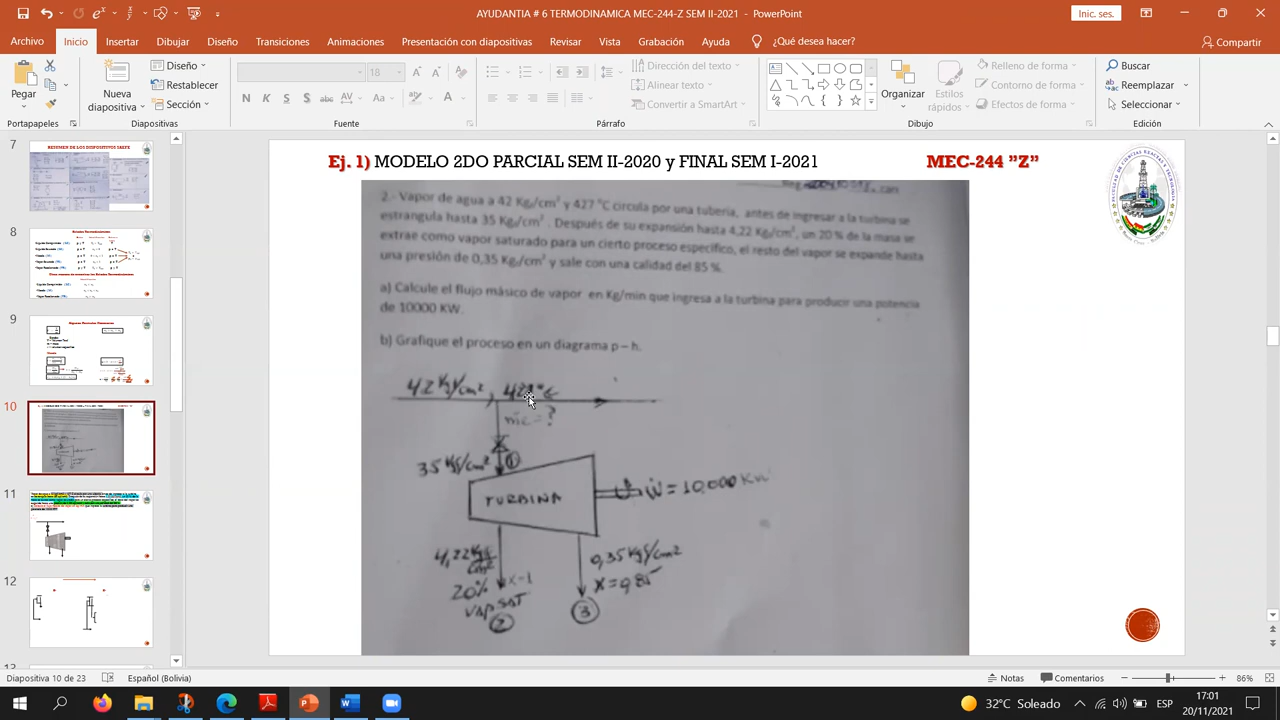 AYUDANTIA # 6 TERMODINAMICA MEC-244-Z SEM II-2021 - PowerPoint
Inic. ses.
Archivo Inicio Insertar Dibujar Diseño Transiciones Animaciones Presentación con diapositivas Revisar Vista Grabación Ayuda ¿Qué desea hacer? Compartir
Pegar
Nueva diapositiva
Diseño
Restablecer
Sección
18
N K S S abc AV Aa A
Dirección del texto
Alinear texto
Convertir a SmartArt
Organizar
Estilos rápidos
Relleno de forma
Contorno de forma
Efectos de forma
Buscar
Reemplazar
Seleccionar
Portapapeles Diapositivas Fuente Párrafo Dibujo Edición
7
8
9
10
11
12
RESUMEN DE LOS DISPOSITIVOS
Ej. 1) MODELO 2DO PARCIAL SEM II-2020 y FINAL SEM I-2021 MEC-244 ”Z”
2.- Vapor de agua a 42 Kg/cm² y 427 °C circula por una tubería, antes de ingresar a la turbina se
estrangula hasta 35 Kg/cm². Después de su expansión hasta 4,22 Kg/cm² un 20 % de la masa se
extrae como vapor saturado para un cierto proceso específico, el resto del vapor se expande hasta
una presión de 0,35 Kg/cm² y sale con una calidad del 85 %.
a) Calcule el flujo másico de vapor en Kg/min que ingresa a la turbina para producir una potencia
de 10000 KW.
b) Grafique el proceso en un diagrama p – h.
42 Kg/cm²
?
35 Kg/cm²
Ẇ = 10,000 KW
4,22 Kgf/cm²
20% x=1
Vap SAT
②
0,35 Kgf/cm²
X = 0,85
③
Diapositiva 10 de 23 Español (Bolivia) Notas Comentarios 86%
32°C Soleado ESP 17:01
20/11/2021